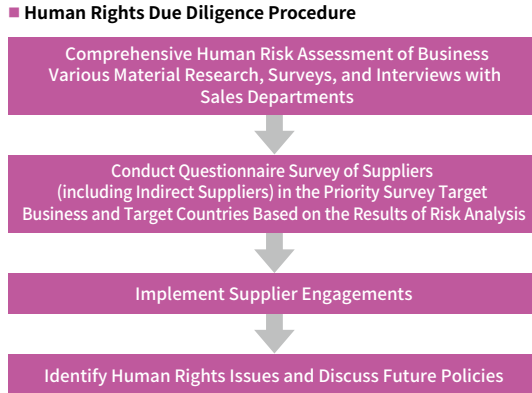 ■ Human Rights Due Diligence Procedure
Comprehensive Human Risk Assessment of Business
Various Material Research, Surveys, and Interviews with
Sales Departments
Conduct Questionnaire Survey of Suppliers
(including Indirect Suppliers) in the Priority Survey Target
Business and Target Countries Based on the Results of Risk Analysis
Implement Supplier Engagements
Identify Human Rights Issues and Discuss Future Policies